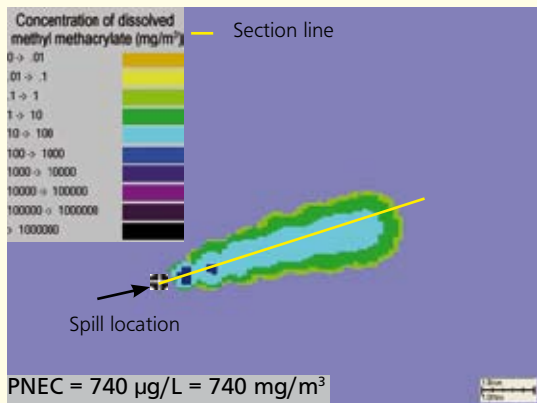 Concentration of dissolved
methyl methacrylate (mg/m³)
0 -> .01
.01 -> .1
.1 -> 1
1 -> 10
10 -> 100
100 -> 1000
1000 -> 10000
10000 -> 100000
100000 -> 1000000
> 1000000
Section line
Spill location
PNEC = 740 µg/L = 740 mg/m³